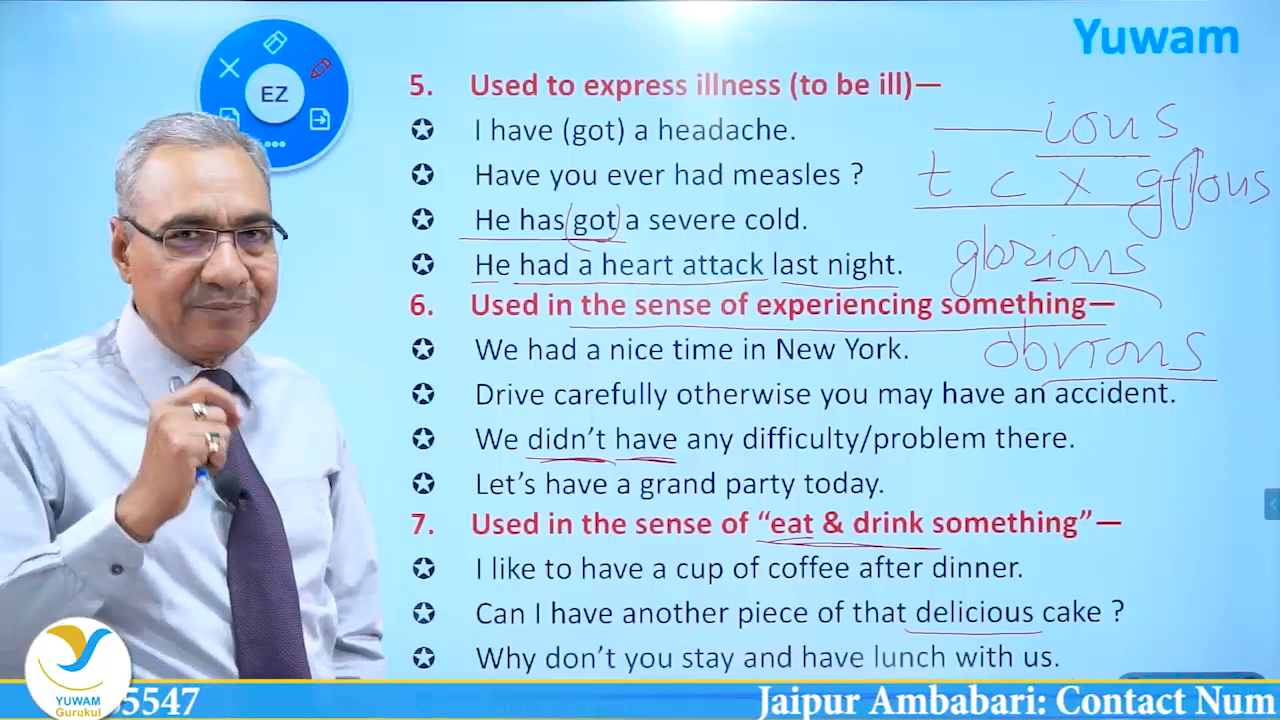 Yuwam
EZ
5. Used to express illness (to be ill)—
I have (got) a headache.
Have you ever had measles ?
He has (got) a severe cold.
He had a heart attack last night.
6. Used in the sense of experiencing something—
We had a nice time in New York.
Drive carefully otherwise you may have an accident.
We didn’t have any difficulty/problem there.
Let’s have a grand party today.
7. Used in the sense of “eat & drink something”—
I like to have a cup of coffee after dinner.
Can I have another piece of that delicious cake ?
Why don’t you stay and have lunch with us.
ious
t c x
glorious
obvious
YUWAM
Gurukul
5547
Jaipur Ambabari: Contact Num